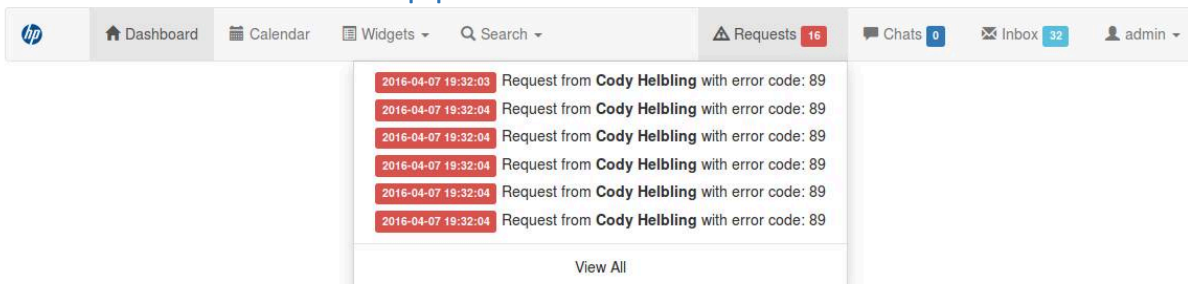 hp Dashboard Calendar Widgets Search Requests 16 Chats 0 Inbox 32 admin
2016-04-07 19:32:03 Request from Cody Helbling with error code: 89
2016-04-07 19:32:04 Request from Cody Helbling with error code: 89
2016-04-07 19:32:04 Request from Cody Helbling with error code: 89
2016-04-07 19:32:04 Request from Cody Helbling with error code: 89
2016-04-07 19:32:04 Request from Cody Helbling with error code: 89
2016-04-07 19:32:04 Request from Cody Helbling with error code: 89
View All